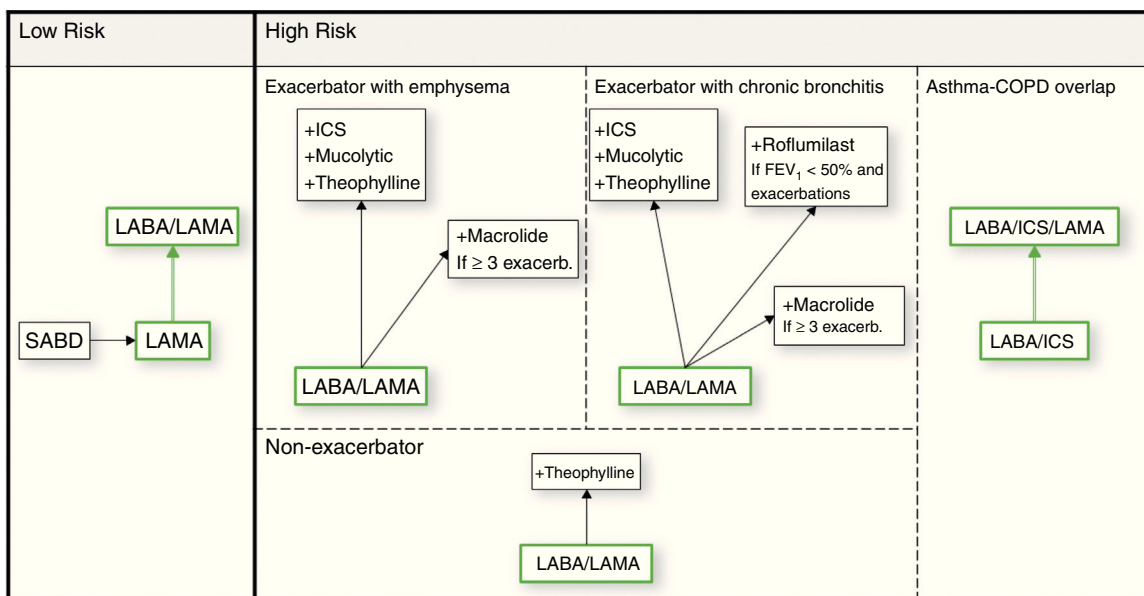 Low Risk
High Risk
LABA/LAMA
SABD
LAMA
Exacerbator with emphysema
+ICS
+Mucolytic
+Theophylline
+Macrolide
If ≥ 3 exacerb.
LABA/LAMA
Exacerbator with chronic bronchitis
+ICS
+Mucolytic
+Theophylline
+Roflumilast
If FEV₁ < 50% and
exacerbations
+Macrolide
If ≥ 3 exacerb.
LABA/LAMA
Asthma-COPD overlap
LABA/ICS/LAMA
LABA/ICS
Non-exacerbator
+Theophylline
LABA/LAMA